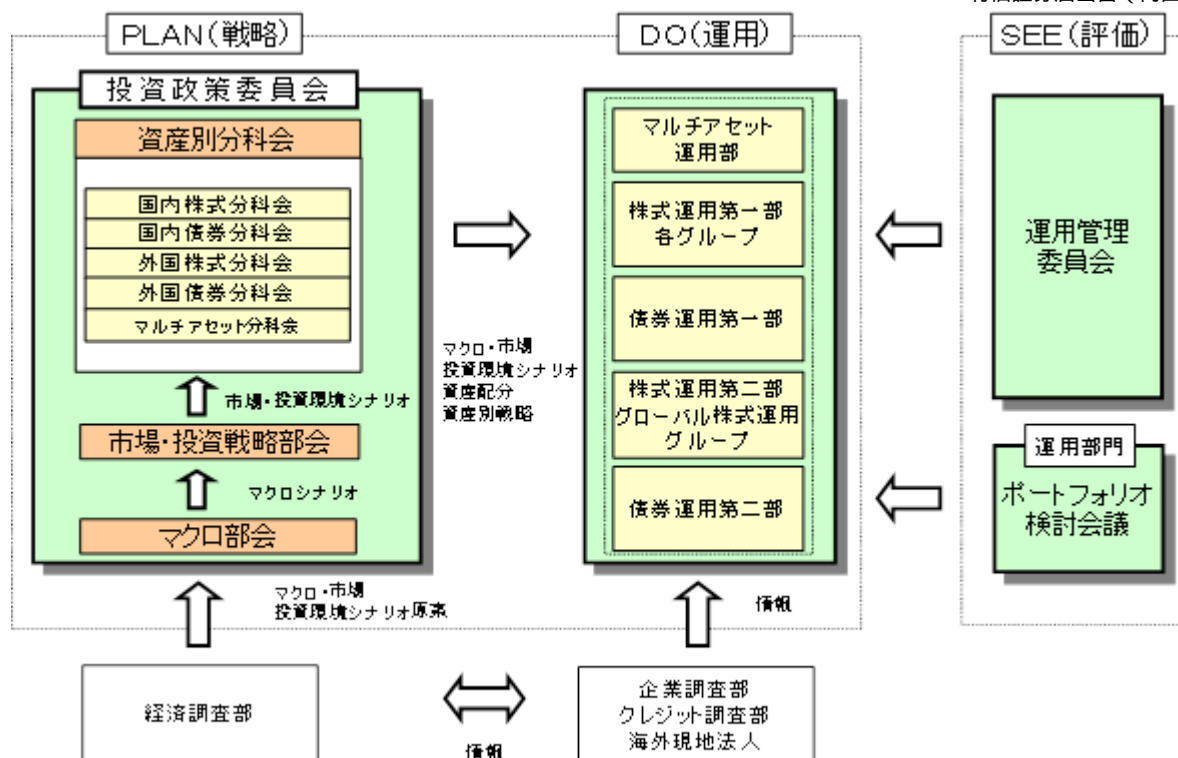 PLAN(戦略)
投資政策委員会
資産別分科会
国内株式分科会
国内債券分科会
外国株式分科会
外国債券分科会
マルチアセット分科会
市場・投資環境シナリオ
市場・投資戦略部会
マクロシナリオ
マクロ部会
マクロ・市場
投資環境シナリオ原案
経済調査部
マクロ・市場
投資環境シナリオ
資産配分
資産別戦略
DO(運用)
マルチアセット
運用部
株式運用第一部
各グループ
債券運用第一部
株式運用第二部
グローバル株式運用
グループ
債券運用第二部
情報
情報
企業調査部
クレジット調査部
海外現地法人
SEE(評価)
運用管理
委員会
運用部門
ポートフォリオ
検討会議